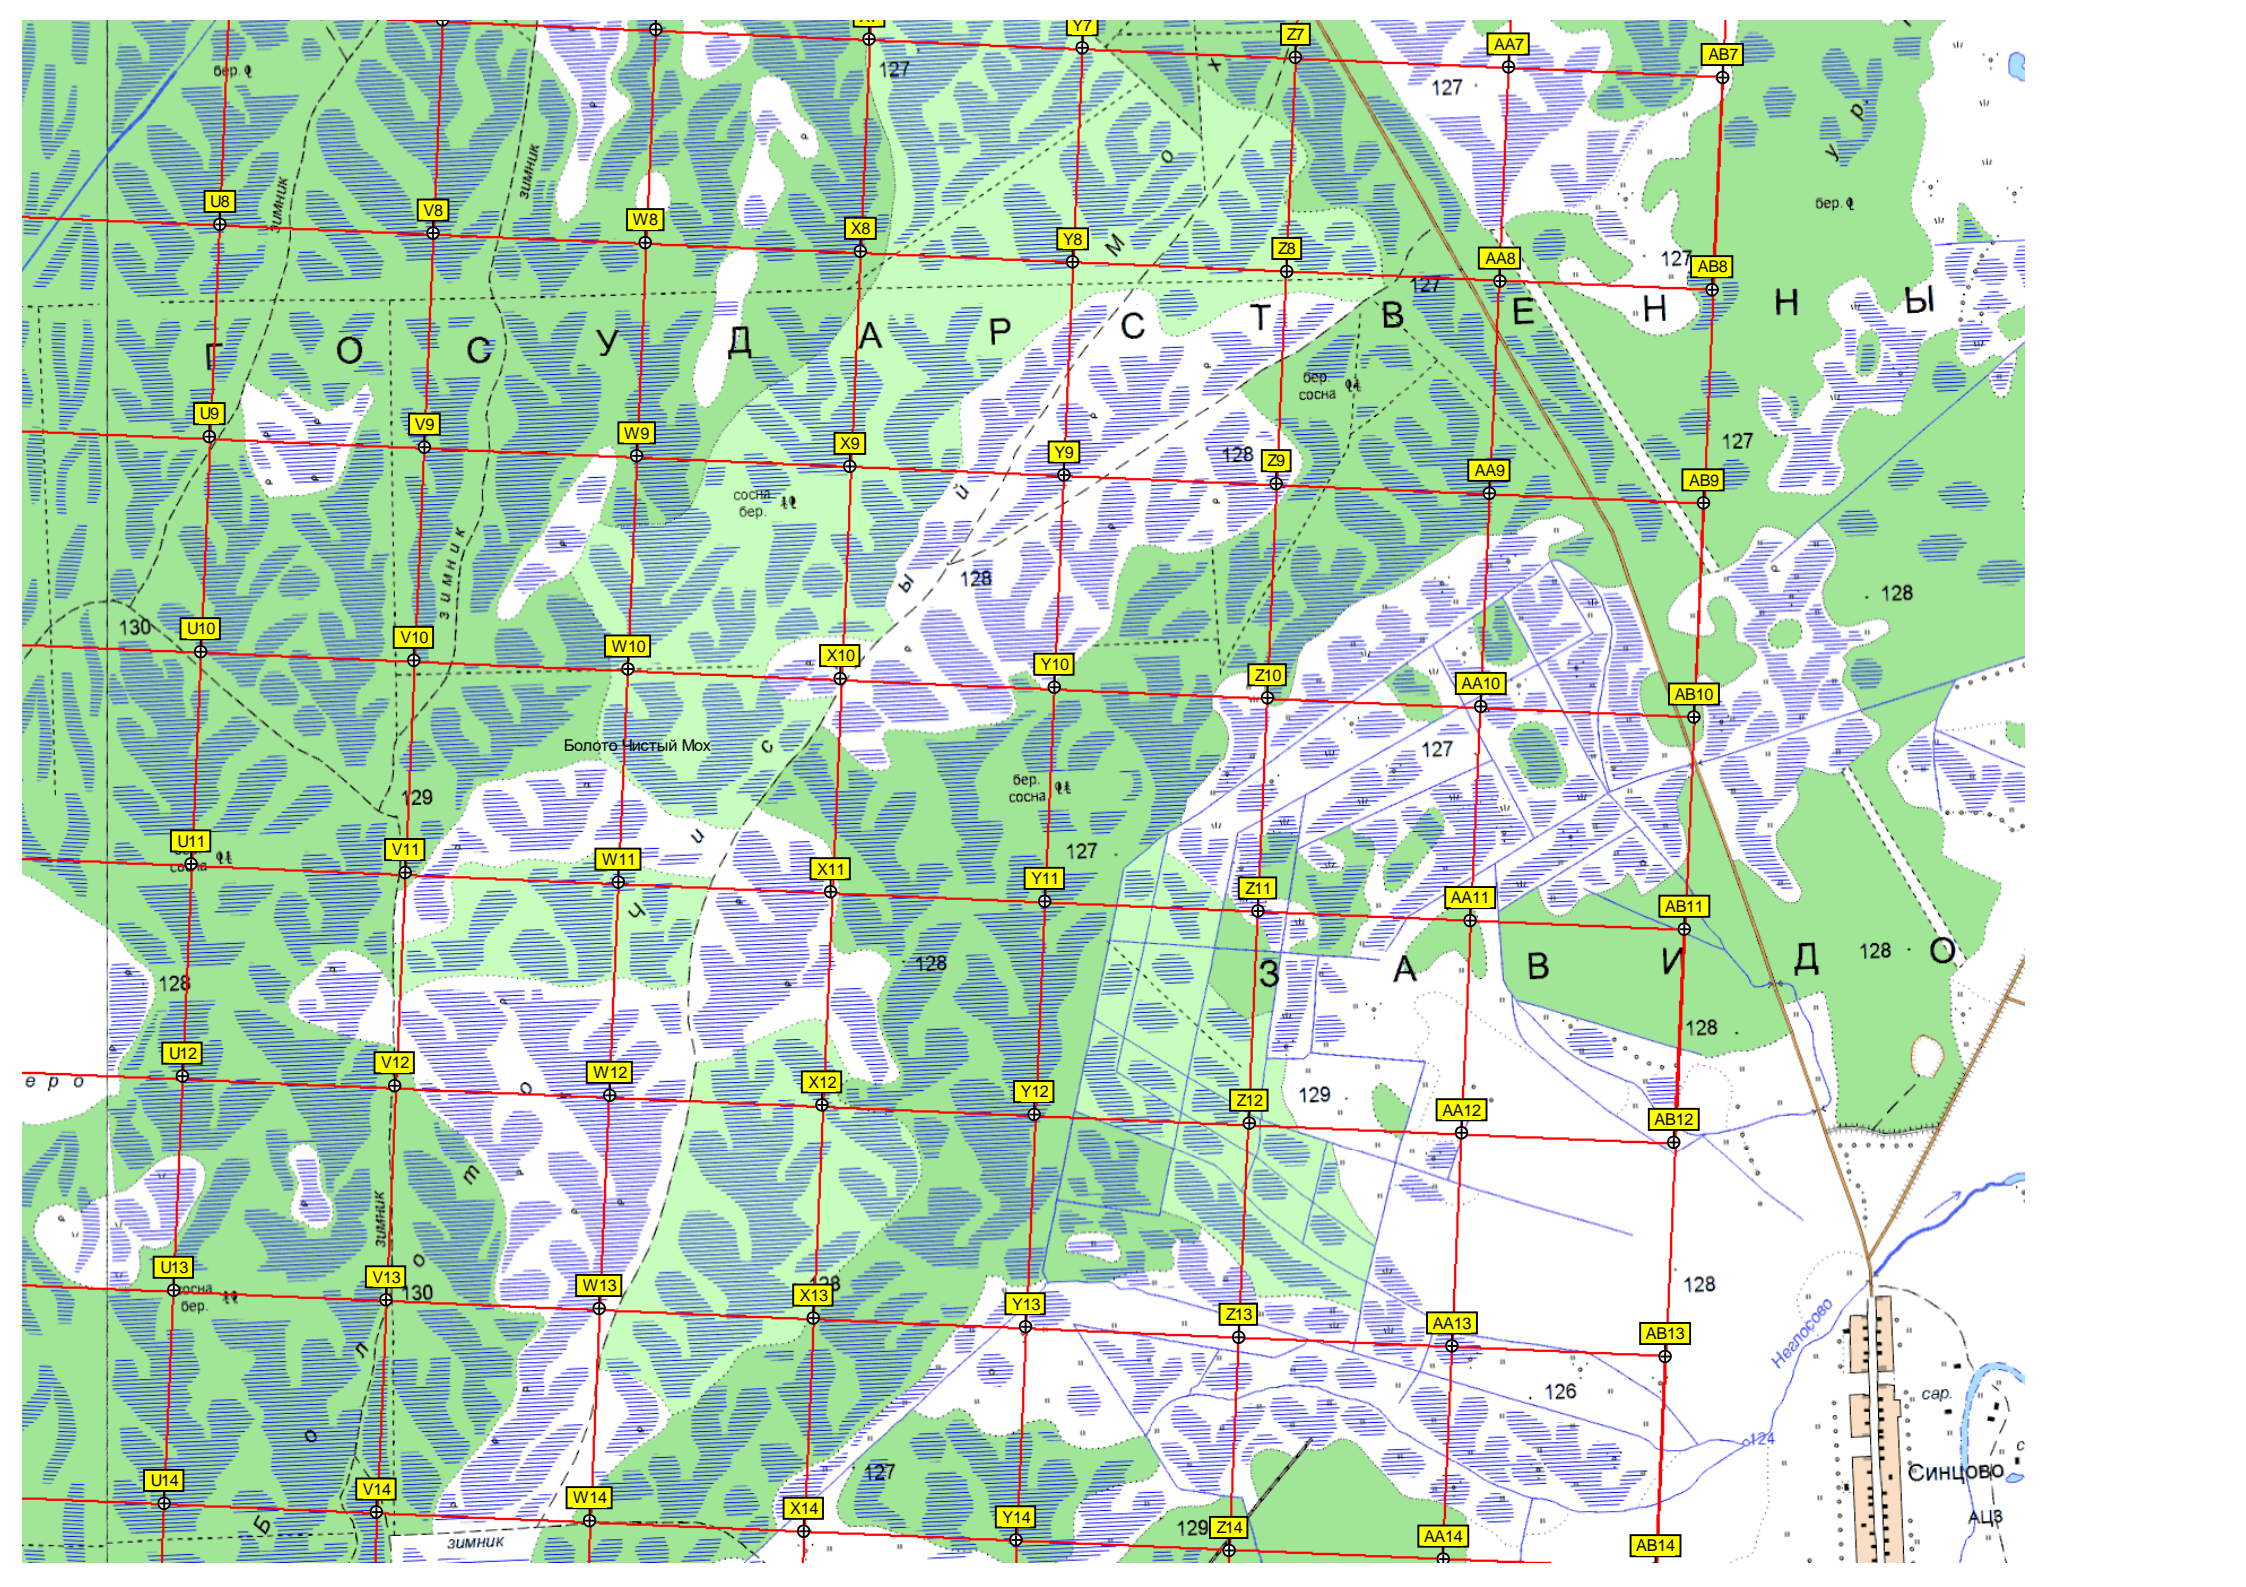 X7
Y7
Z7
AA7
AB7
127
127
бер.
х
р.
у
зимник
зимник
о
бер.
U8
V8
W8
X8
Y8
М
Z8
AA8
127
AB8
127
Г О С У Д А Р С Т В Е Н Н Ы
бер.
сосна
U9
V9
W9
X9
Y9
128
Z9
AA9
127
AB9
сосна
бер.
й
зимник
ы
128
128
130
U10
V10
W10
X10
Y10
Z10
AA10
AB10
Болото Чистый Мох
с
127
бер.
сосна
129
и
127
U11
сосна
V11
W11
X11
Y11
Z11
AA11
AB11
ч
128
128
З А В И Д О
128
128
U12
V12
W12
X12
Y12
Z12
129
AA12
AB12
еро
о
т
зимник
о
U13
сосна
бер.
V13
130
W13
128
X13
Y13
Z13
AA13
AB13
128
Неглосово
л
126
сар.
о
124
127
Синцово
U14
V14
W14
X14
Y14
129
Z14
AA14
AB14
АЦЗ
Б
зимник